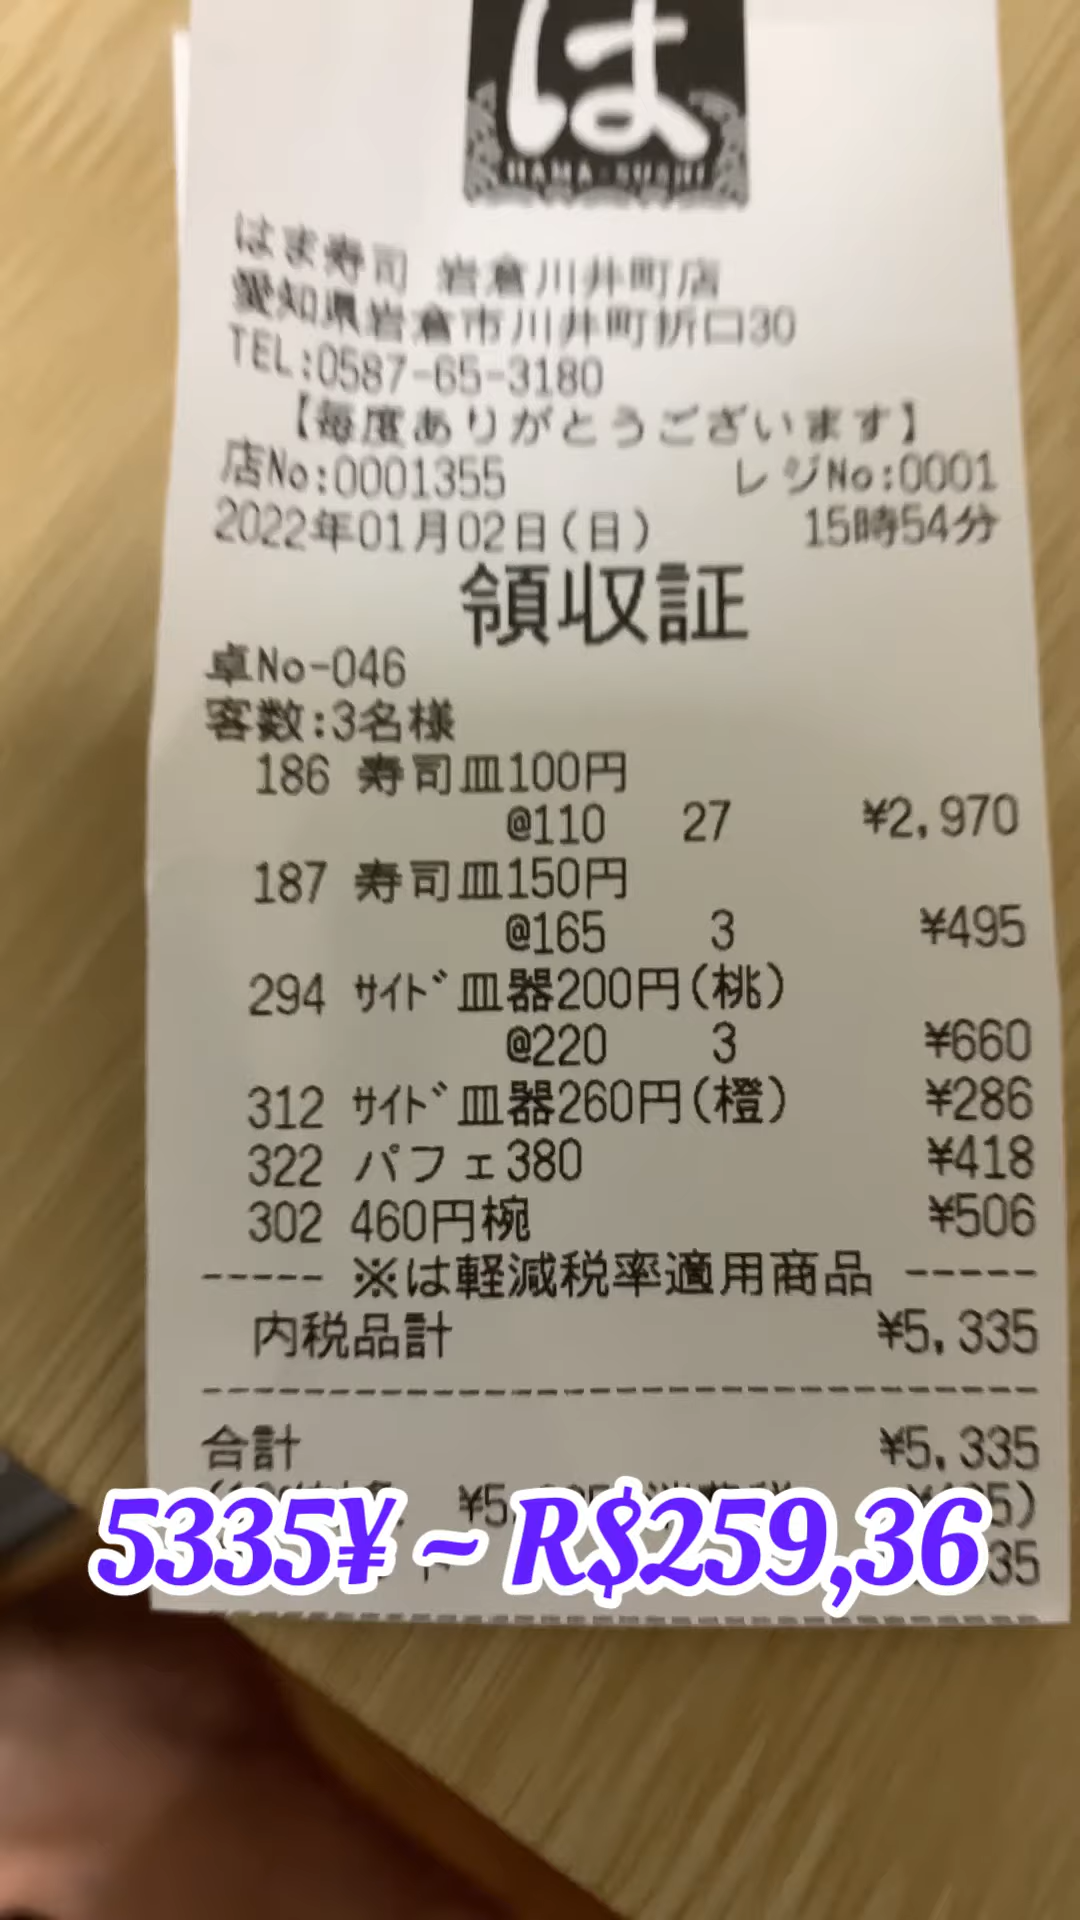 は
HAMA-SUSHI
はま寿司 岩倉川井町店
愛知県岩倉市川井町折口30
TEL:0587-65-3180
【毎度ありがとうございます】
店No:0001355 レジNo:0001
2022年01月02日(日) 15時54分
領収証
卓No-046
客数:3名様
186 寿司皿100円
@110 27 ¥2,970
187 寿司皿150円
@165 3 ¥495
294 ｻｲﾄﾞ皿器200円(桃)
@220 3 ¥660
312 ｻｲﾄﾞ皿器260円(橙) ¥286
322 パフェ380 ¥418
302 460円椀 ¥506
----- ※は軽減税率適用商品 -----
内税品計 ¥5,335
合計 ¥5,335
5335¥ ~ R$259,36